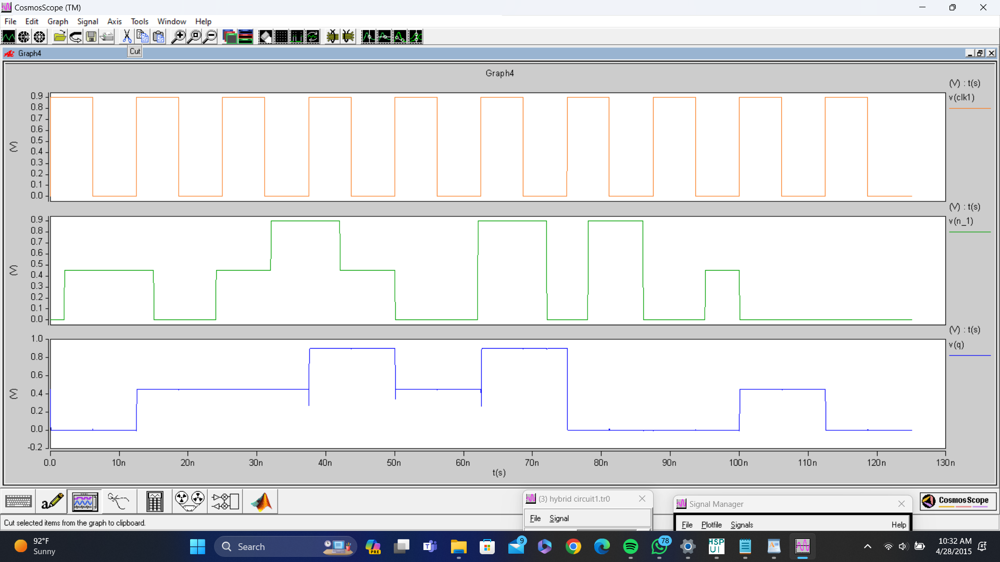 CosmosScope (TM)
File Edit Graph Signal Axis Tools Window Help
Cut
Graph4
Graph4
(V) : t(s)
v(clk1)
0.9
0.8
0.7
0.6
0.5
0.4
0.3
0.2
0.1
0.0
(V)
(V) : t(s)
v(n_1)
0.9
0.8
0.7
0.6
0.5
0.4
0.3
0.2
0.1
0.0
(V)
(V) : t(s)
v(q)
1.0
0.8
0.6
0.4
0.2
0.0
-0.2
(V)
0.0 10n 20n 30n 40n 50n 60n 70n 80n 90n 100n 110n 120n 130n
t(s)
a
(3) hybrid circuit1.tr0
File Signal
Signal Manager
File Plotfile Signals Help
CosmosScope
Cut selected items from the graph to clipboard.
92°F
Sunny
Search
PRE
9
78
HSP
UI
10:32 AM
4/28/2015